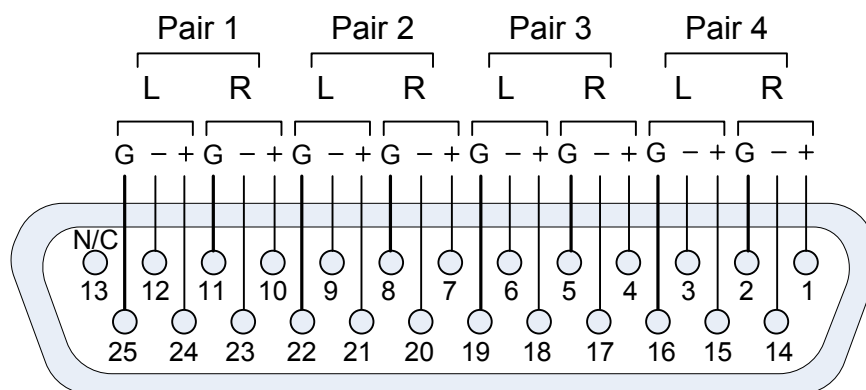 Pair 1 Pair 2 Pair 3 Pair 4
L R L R L R L R
G − + G − + G − + G − + G − + G − + G − + G − +
N/C
13 12 11 10 9 8 7 6 5 4 3 2 1
25 24 23 22 21 20 19 18 17 16 15 14